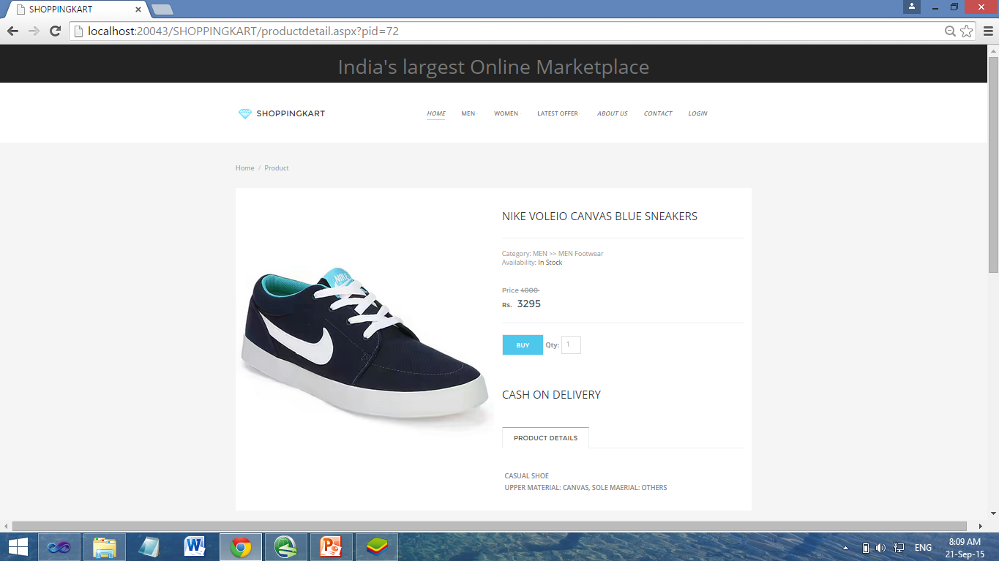 SHOPPINGKART
localhost:20043/SHOPPINGKART/productdetail.aspx?pid=72
India's largest Online Marketplace
SHOPPINGKART
HOME MEN WOMEN LATEST OFFER ABOUT US CONTACT LOGIN
Home / Product
NIKE
NIKE VOLEIO CANVAS BLUE SNEAKERS
Category: MEN >> MEN Footwear
Availability: In Stock
Price 4000
Rs. 3295
BUY Qty: 1
CASH ON DELIVERY
PRODUCT DETAILS
CASUAL SHOE
UPPER MATERIAL: CANVAS, SOLE MAERIAL: OTHERS
ENG
8:09 AM
21-Sep-15